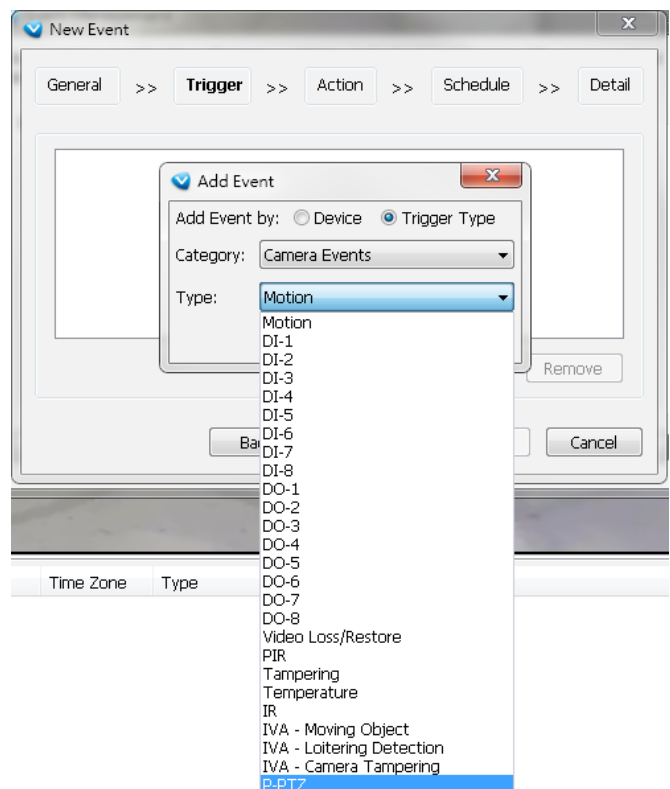 New Event
General >> Trigger >> Action >> Schedule >> Detail
Add Event
Add Event by: Device Trigger Type
Category: Camera Events
Type: Motion
Motion
DI-1
DI-2
DI-3
Remove
DI-4
DI-5
DI-6
Ba Cancel
DI-7
DI-8
DO-1
DO-2
DO-3
DO-4
DO-5
Time Zone Type
DO-6
DO-7
DO-8
Video Loss/Restore
PIR
Tampering
Temperature
IR
IVA - Moving Object
IVA - Loitering Detection
IVA - Camera Tampering
P-PTZ